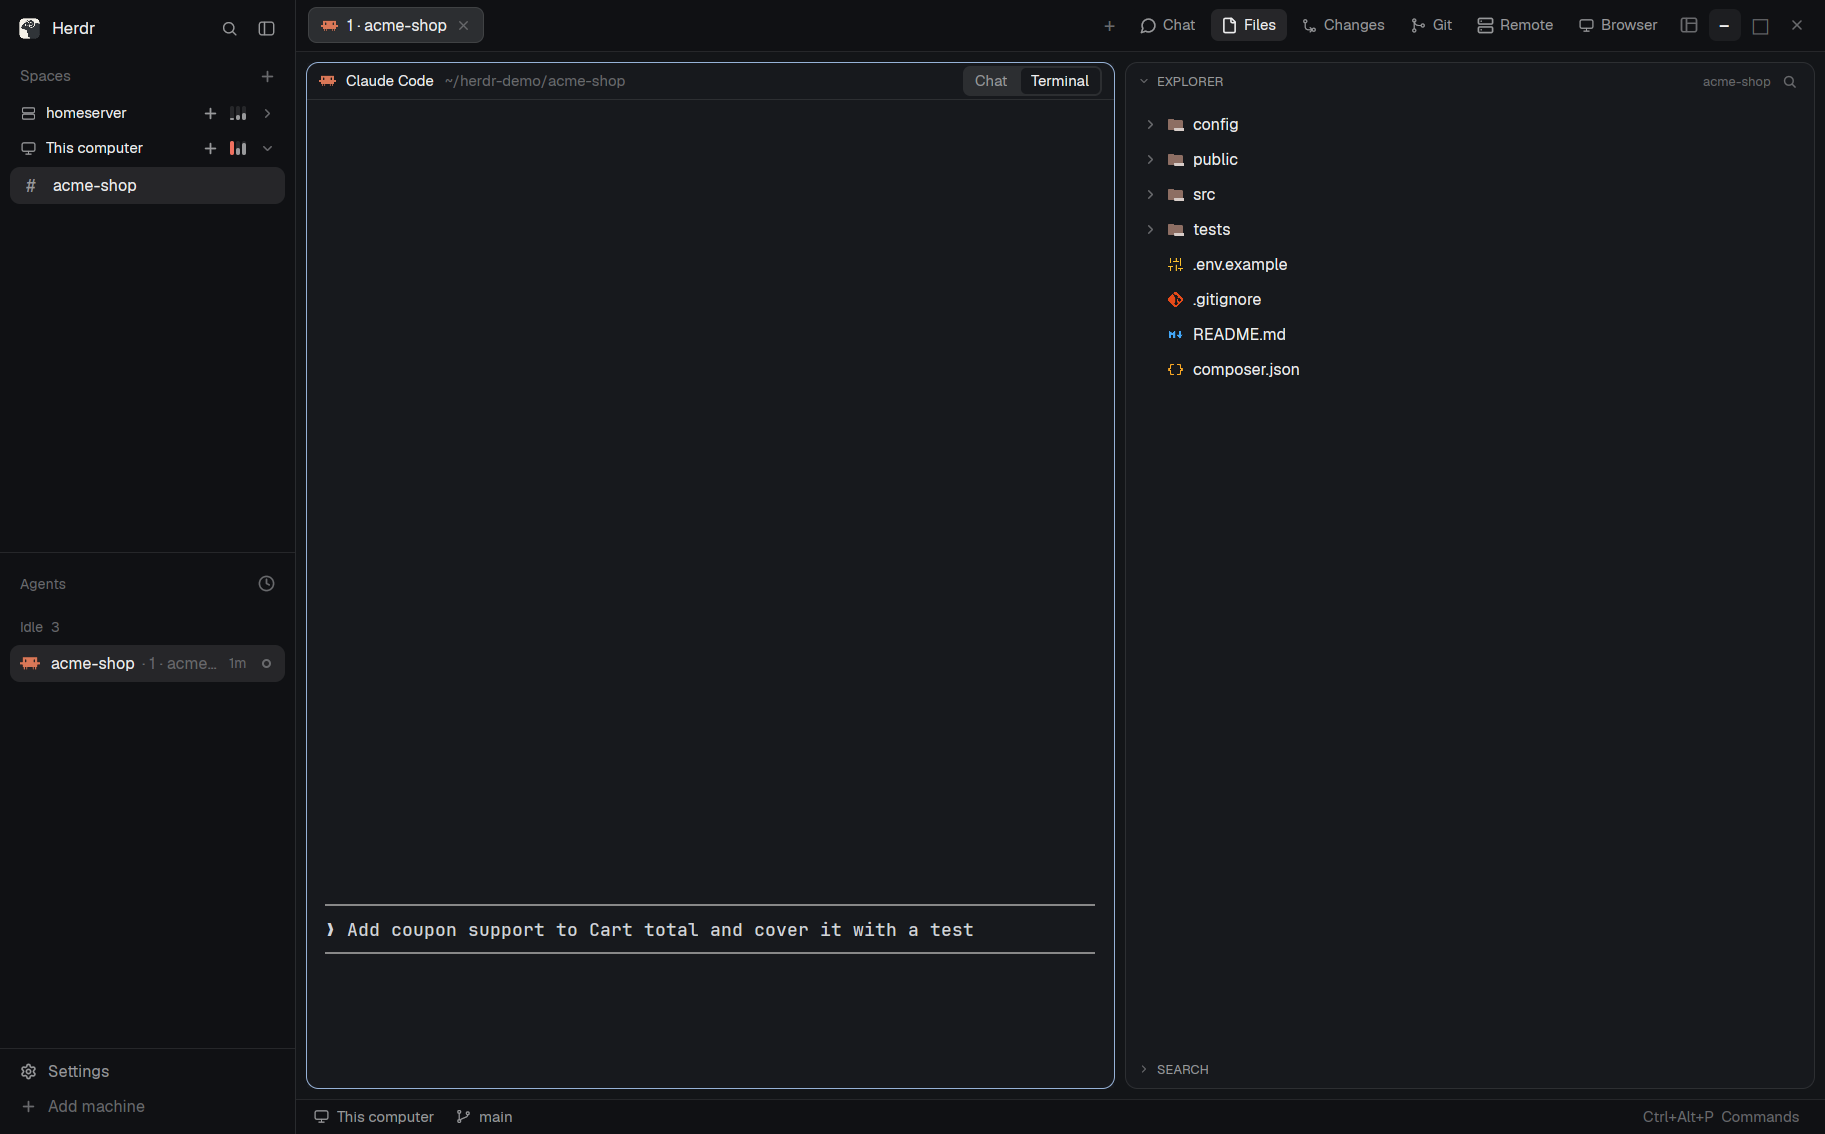 Herdr
Spaces
homeserver
This computer
# acme-shop
Agents
Idle 3
acme-shop · 1 · acme... 1m
Settings
Add machine
1 · acme-shop
Chat
Files
Changes
Git
Remote
Browser
Claude Code ~/herdr-demo/acme-shop
Chat
Terminal
❯ Add coupon support to Cart total and cover it with a test
EXPLORER
acme-shop
config
public
src
tests
.env.example
.gitignore
README.md
composer.json
SEARCH
This computer
main
Ctrl+Alt+P Commands